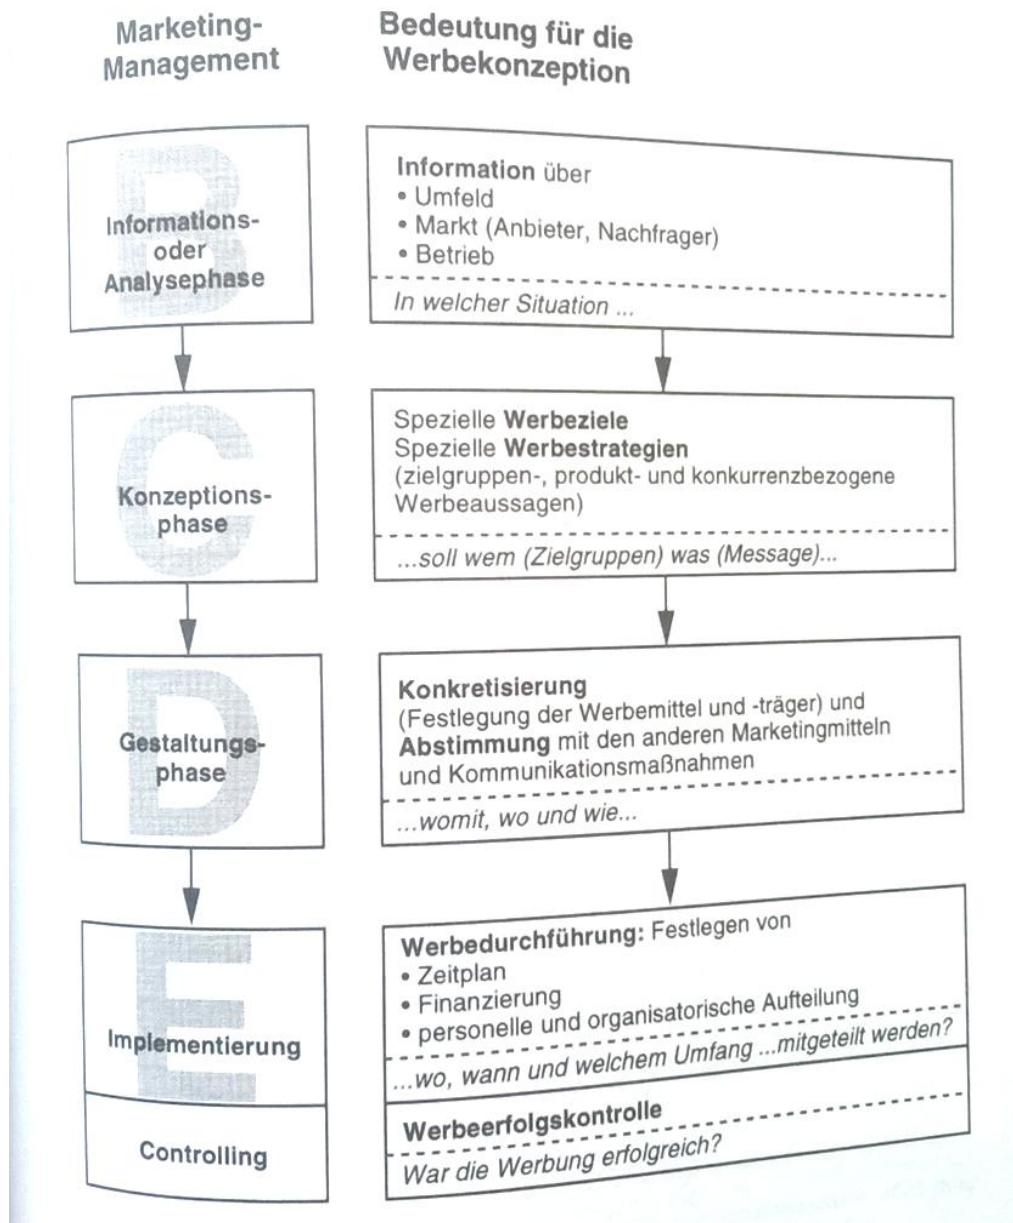 Marketing-
Management
Bedeutung für die
Werbekonzeption
B
Informations-
oder
Analysephase
Information über
• Umfeld
• Markt (Anbieter, Nachfrager)
• Betrieb
In welcher Situation ...
C
Konzeptions-
phase
Spezielle Werbeziele
Spezielle Werbestrategien
(zielgruppen-, produkt- und konkurrenzbezogene
Werbeaussagen)
...soll wem (Zielgruppen) was (Message)...
D
Gestaltungs-
phase
Konkretisierung
(Festlegung der Werbemittel und -träger) und
Abstimmung mit den anderen Marketingmitteln
und Kommunikationsmaßnahmen
...womit, wo und wie...
E
Implementierung
Werbedurchführung: Festlegen von
• Zeitplan
• Finanzierung
• personelle und organisatorische Aufteilung
...wo, wann und welchem Umfang ...mitgeteilt werden?
Controlling
Werbeerfolgskontrolle
War die Werbung erfolgreich?